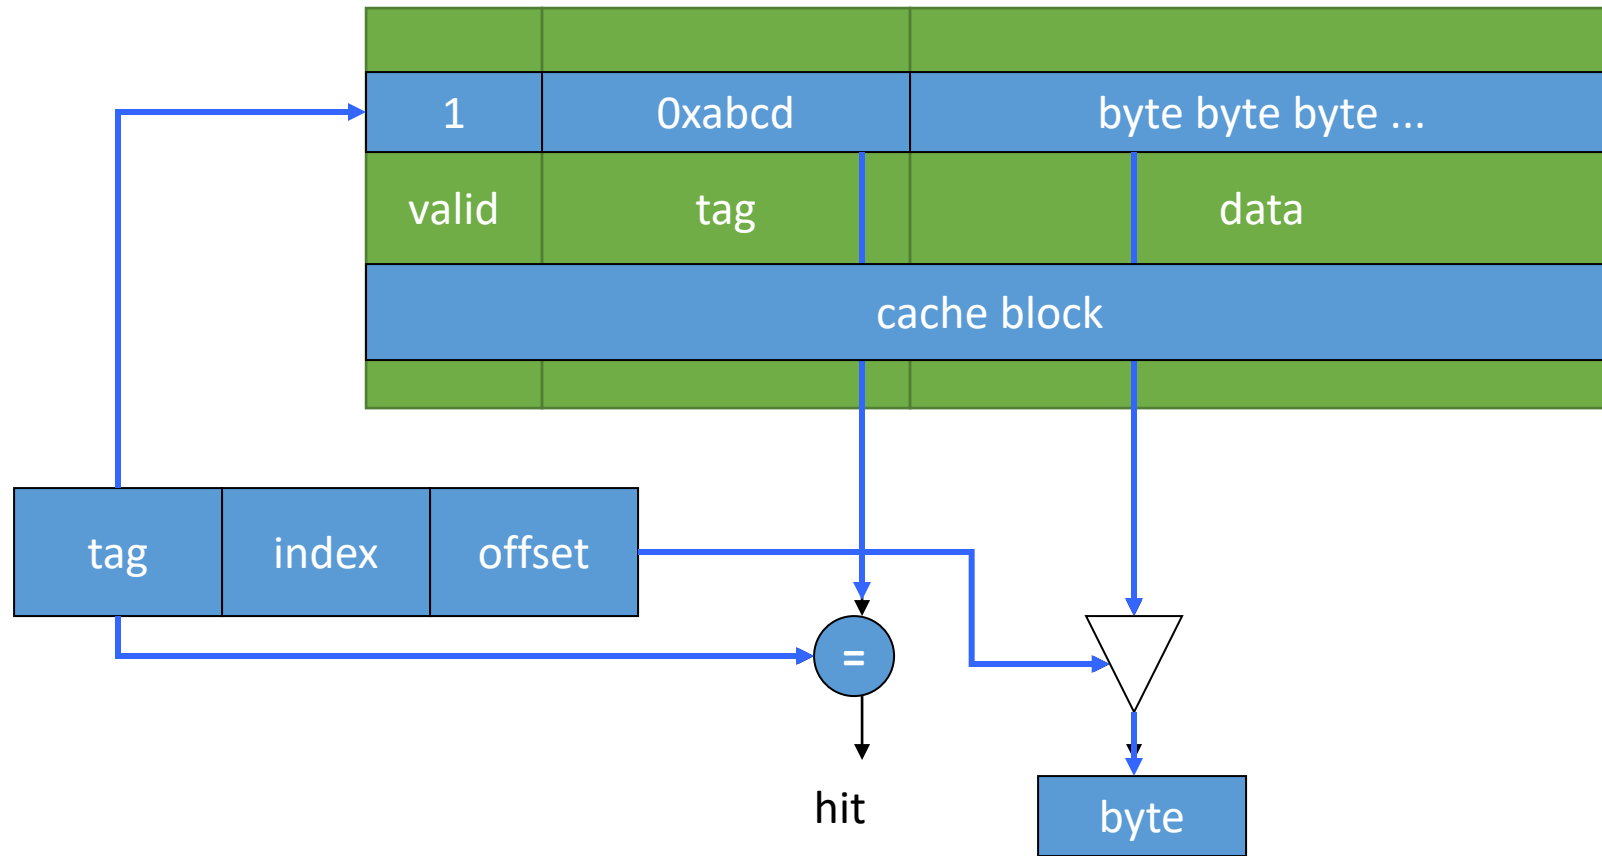 1 0xabcd byte byte byte ...
valid tag data
cache block
tag index offset
=
hit
byte